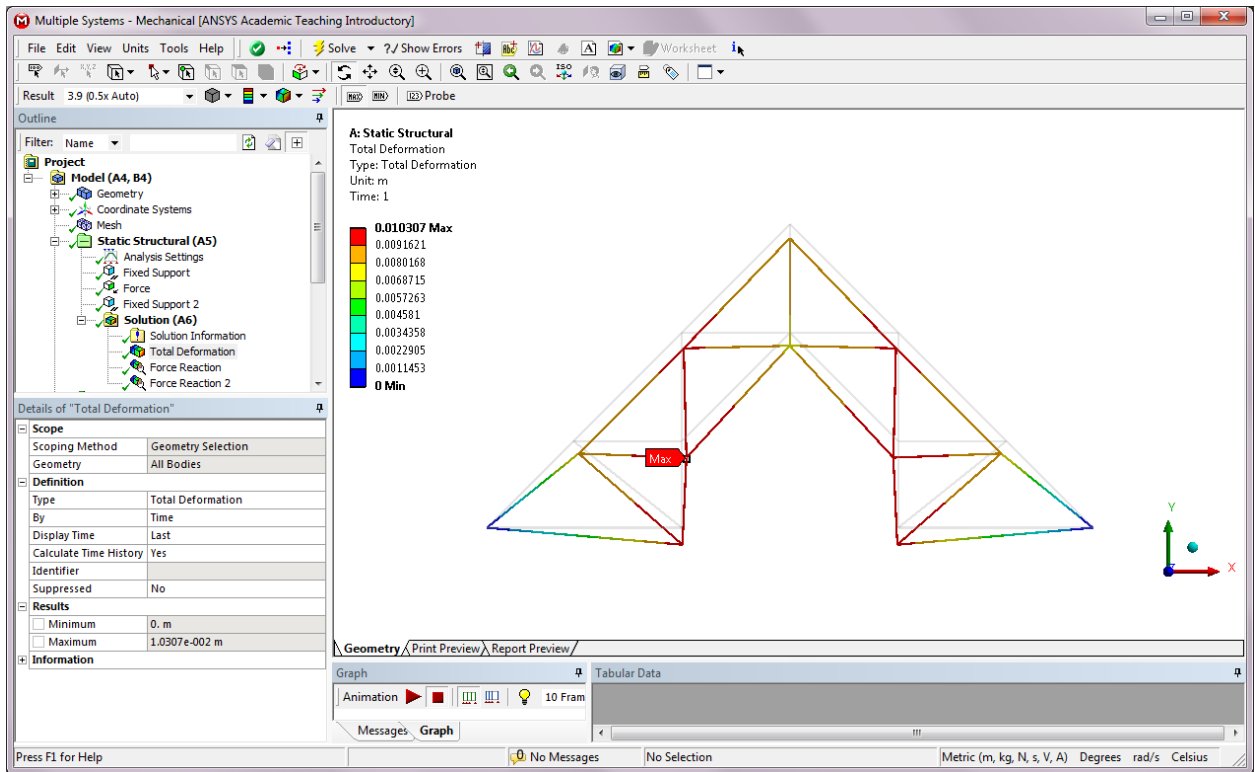 Multiple Systems - Mechanical [ANSYS Academic Teaching Introductory]
File Edit View Units Tools Help Solve ?/ Show Errors Worksheet
Result 3.9 (0.5x Auto) MAX MIN 123 Probe
Outline
Filter: Name
Project
Model (A4, B4)
Geometry
Coordinate Systems
Mesh
Static Structural (A5)
Analysis Settings
Fixed Support
Force
Fixed Support 2
Solution (A6)
Solution Information
Total Deformation
Force Reaction
Force Reaction 2
Details of "Total Deformation"
Scope
Scoping Method Geometry Selection
Geometry All Bodies
Definition
Type Total Deformation
By Time
Display Time Last
Calculate Time History Yes
Identifier
Suppressed No
Results
Minimum 0. m
Maximum 1.0307e-002 m
Information
A: Static Structural
Total Deformation
Type: Total Deformation
Unit: m
Time: 1
0.010307 Max
0.0091621
0.0080168
0.0068715
0.0057263
0.004581
0.0034358
0.0022905
0.0011453
0 Min
Max
Y
X
Geometry Print Preview Report Preview
Graph
Animation 10 Fram
Messages Graph
Tabular Data
Press F1 for Help 0 No Messages No Selection Metric (m, kg, N, s, V, A) Degrees rad/s Celsius